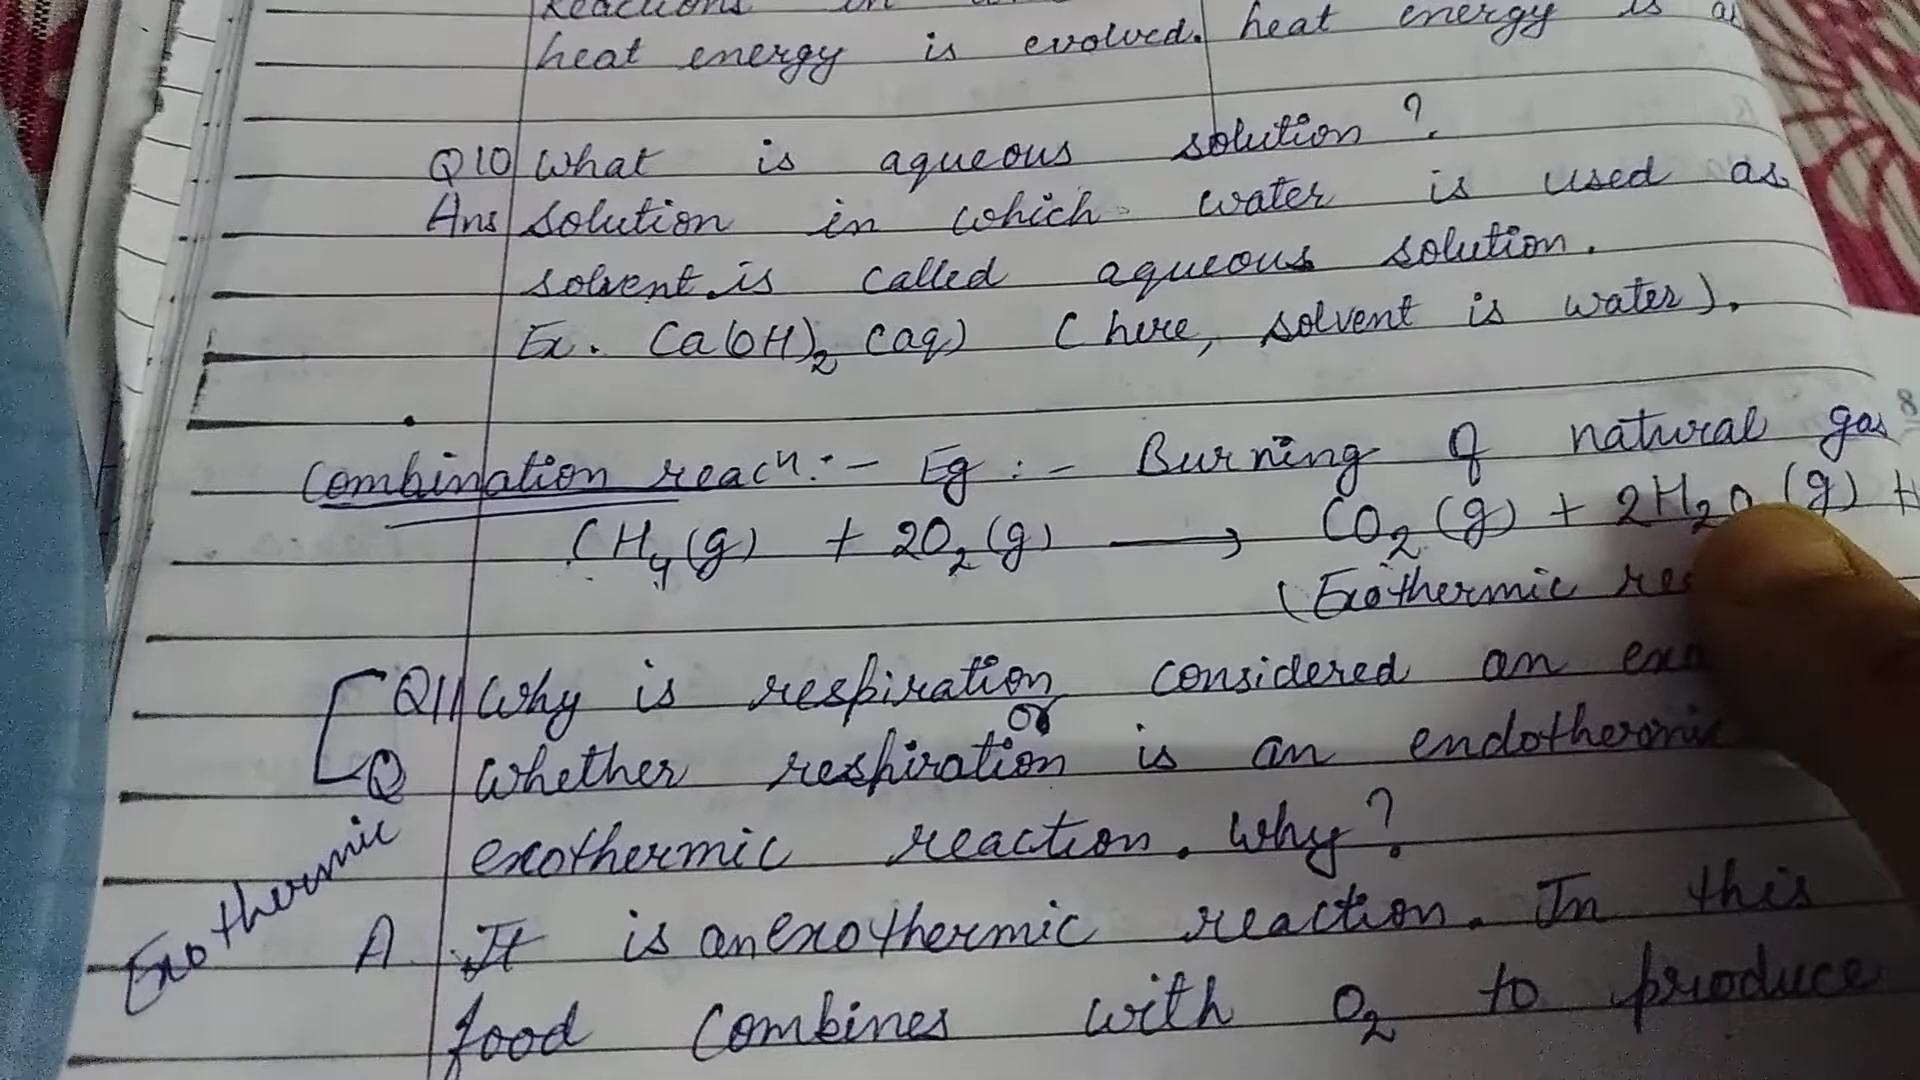 Reactions in
heat energy is evolved. heat energy is
Q10 What is aqueous solution?
Ans solution in which water is used as
solvent is called aqueous solution.
Ex. Ca(OH)₂ (aq) (here, solvent is water).
Combination reacⁿ :- Eg :- Burning of natural gas
CH₄(g) + 2O₂(g) ⟶ CO₂(g) + 2H₂O(g) +
(Exothermic
Q11 Why is respiration considered an
or
Q Whether respiration is an endothermic
exothermic reaction. Why?
Exothermic
A It is an exothermic reaction. In this
food combines with O₂ to produce